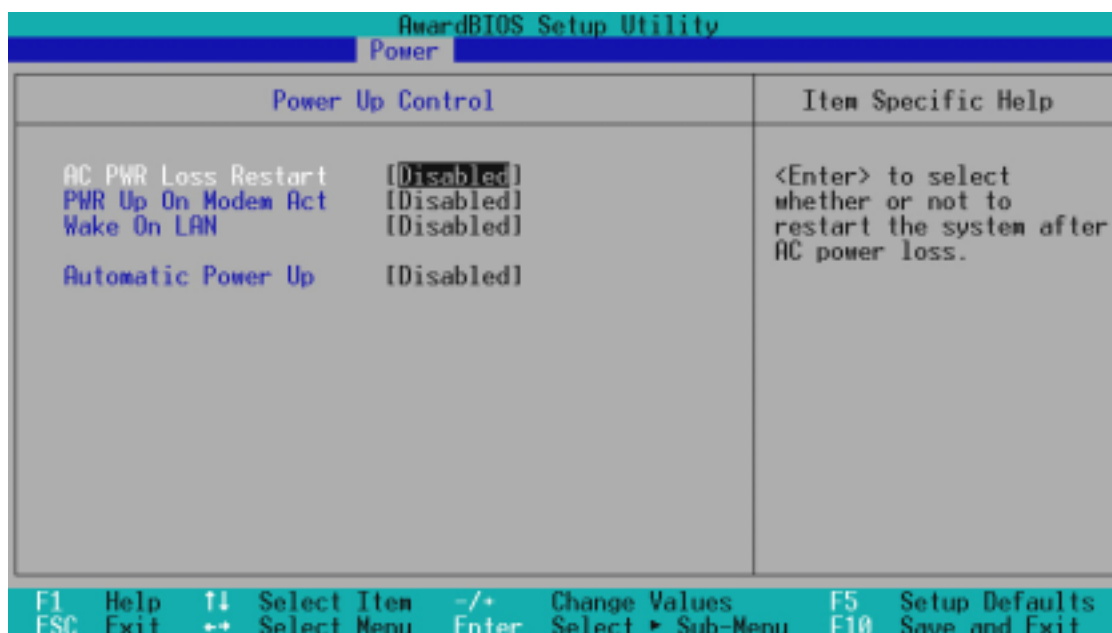 AwardBIOS Setup Utility
Power
Power Up Control
Item Specific Help
AC PWR Loss Restart [Disabled]
PWR Up On Modem Act [Disabled]
Wake On LAN [Disabled]
Automatic Power Up [Disabled]
<Enter> to select
whether or not to
restart the system after
AC power loss.
F1 Help ↑↓ Select Item -/+ Change Values F5 Setup Defaults
ESC Exit ←→ Select Menu Enter Select ► Sub-Menu F10 Save and Exit